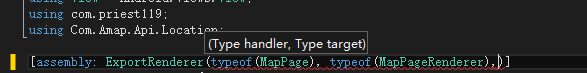 using com.priest119;
using Com.Amap.Api.Location;
(Type handler, Type target)
[assembly: ExportRenderer(typeof(MapPage), typeof(MapPageRenderer),)]